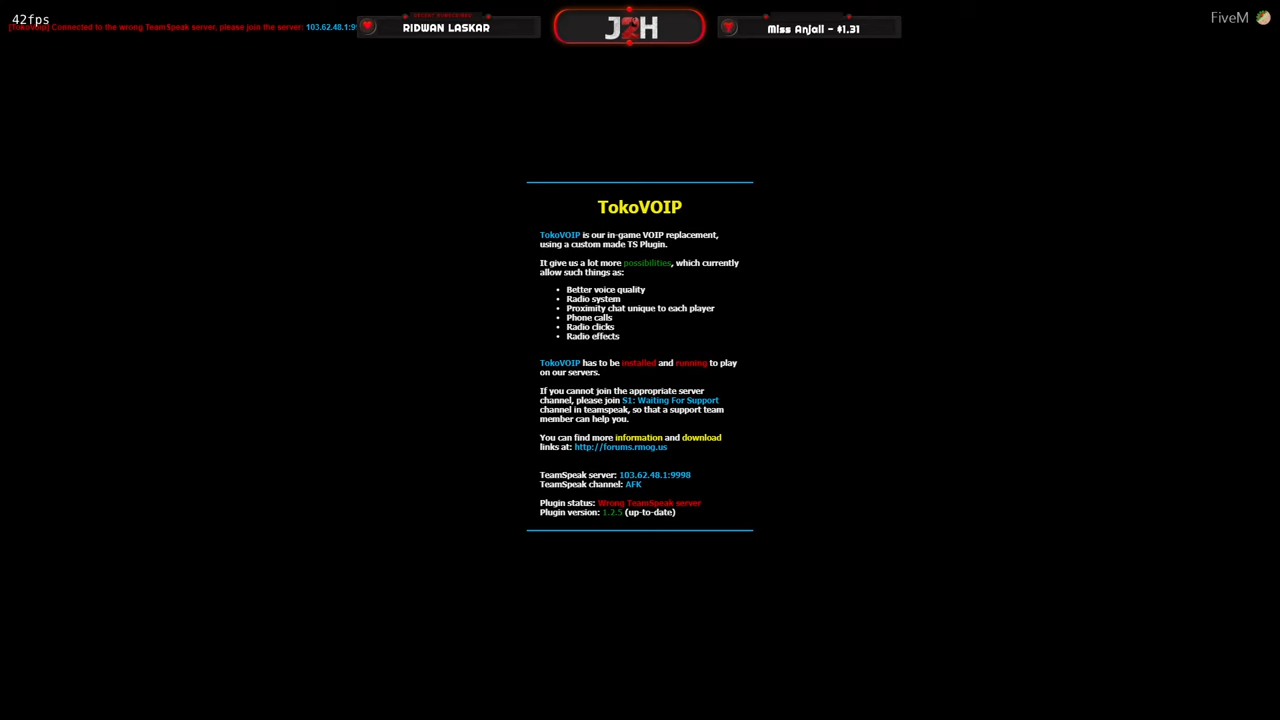 42fps
[TokoVoip] Connected to the wrong TeamSpeak server, please join the server: 103.62.48.1:9
RIDWAN LASKAR
J2H
Miss Anjali - $1.31
FiveM
TokoVOIP
TokoVOIP is our in-game VOIP replacement,
using a custom made TS Plugin.
It give us a lot more possibilities, which currently
allow such things as:
• Better voice quality
• Radio system
• Proximity chat unique to each player
• Phone calls
• Radio clicks
• Radio effects
TokoVOIP has to be installed and running to play
on our servers.
If you cannot join the appropriate server
channel, please join S1: Waiting For Support
channel in teamspeak, so that a support team
member can help you.
You can find more information and download
links at: http://forums.rmog.us
TeamSpeak server: 103.62.48.1:9998
TeamSpeak channel: AFK
Plugin status: Wrong TeamSpeak server
Plugin version: 1.2.5 (up-to-date)